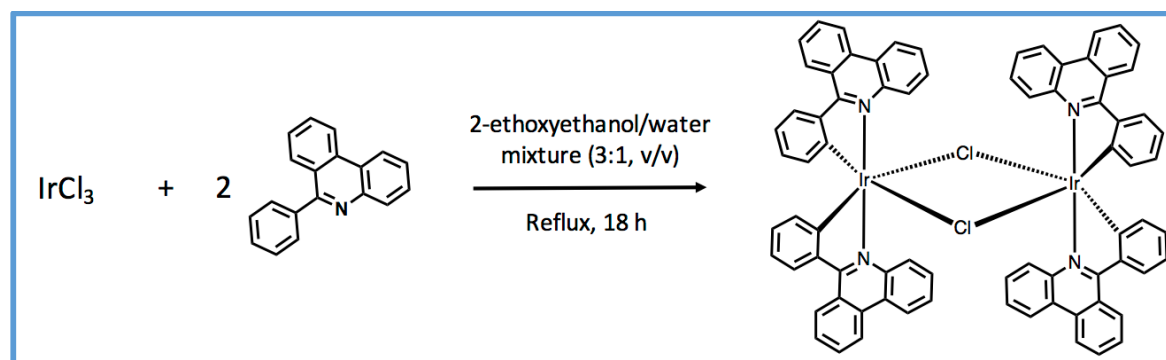 IrCl₃ + 2
N
2-ethoxyethanol/water
mixture (3:1, v/v)
Reflux, 18 h
N
N
Cl
Ir
Ir
Cl
N
N